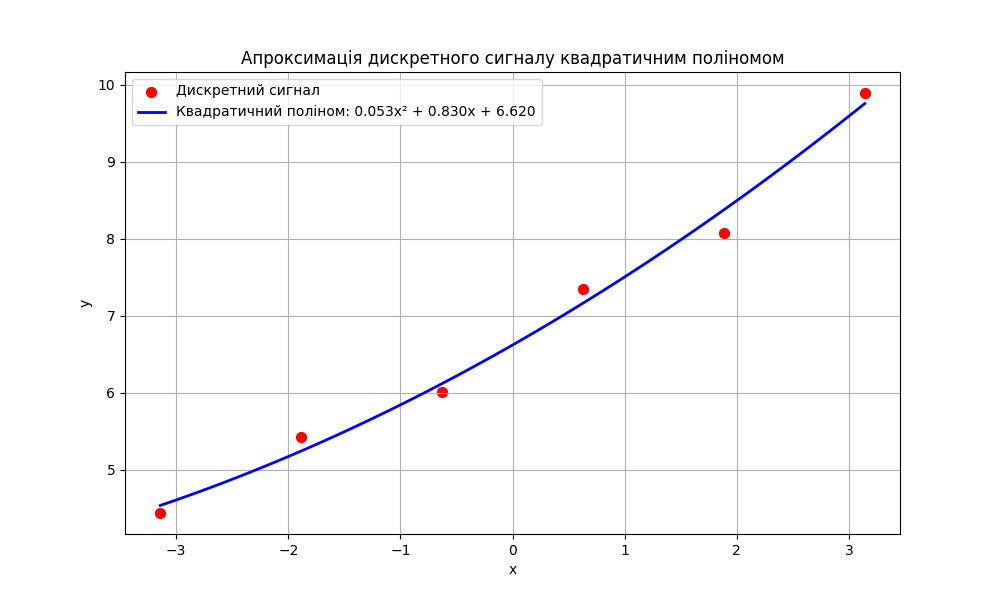 Апроксимація дискретного сигналу квадратичним поліномом
Дискретний сигнал
Квадратичний поліном: 0.053x² + 0.830x + 6.620
10
9
8
7
6
5
y
−3
−2
−1
0
1
2
3
x